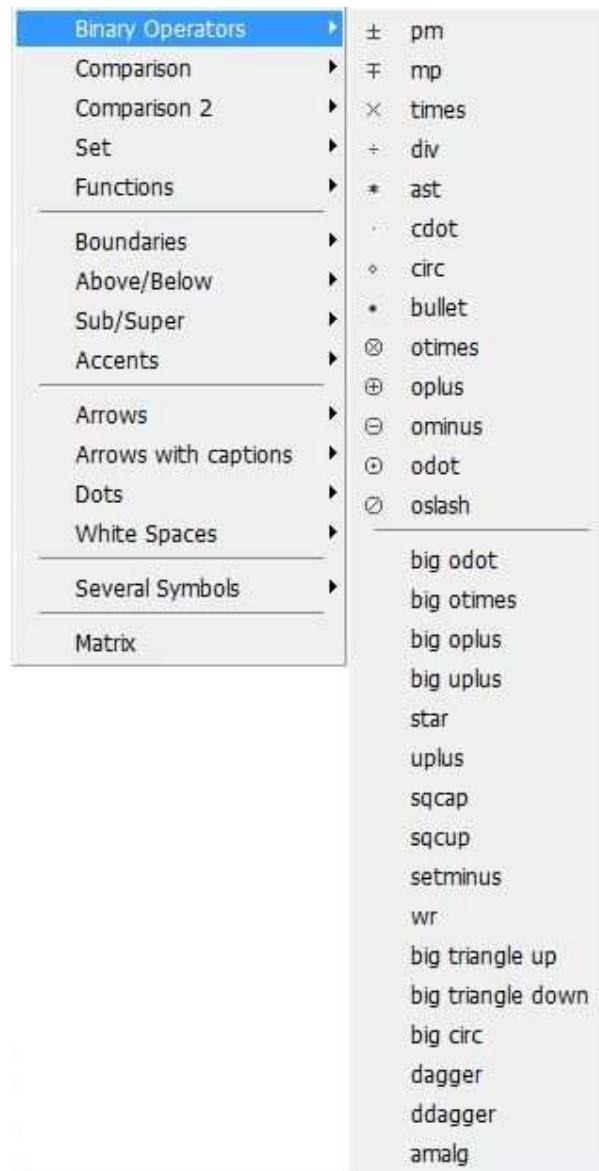 Binary Operators
Comparison
Comparison 2
Set
Functions
Boundaries
Above/Below
Sub/Super
Accents
Arrows
Arrows with captions
Dots
White Spaces
Several Symbols
Matrix
± pm
∓ mp
× times
÷ div
* ast
· cdot
∘ circ
• bullet
⊗ otimes
⊕ oplus
⊖ ominus
⊙ odot
⊘ oslash
big odot
big otimes
big oplus
big uplus
star
uplus
sqcap
sqcup
setminus
wr
big triangle up
big triangle down
big circ
dagger
ddagger
amalg